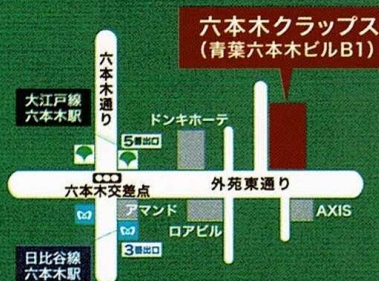 六本木クラップス
(青葉六本木ビルB1)
六本木通り
大江戸線
六本木駅
ドンキホーテ
5番出口
六本木交差点
外苑東通り
アマンド
ロアビル
AXIS
3番出口
日比谷線
六本木駅